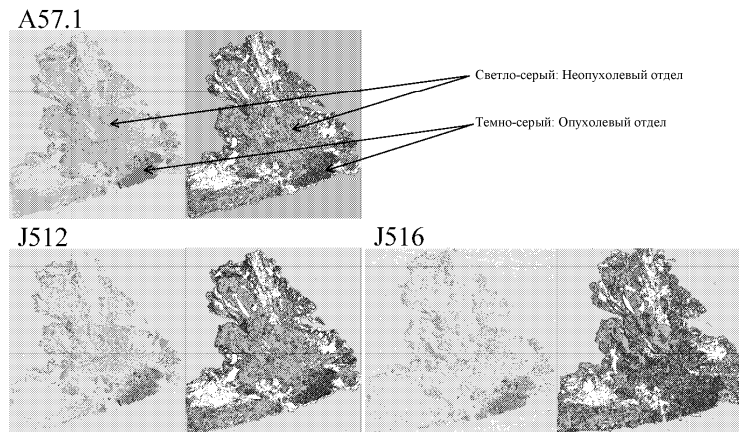 A57.1
Светло-серый: Неопухолевый отдел
Темно-серый: Опухолевый отдел
J512
J516